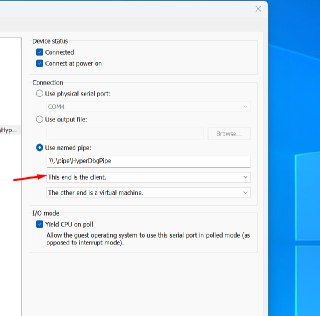 Device status
Connected
Connect at power on
Connection
Use physical serial port:
COM4
Use output file:
Browse...
Use named pipe:
\\.\pipe\HyperDbgPipe
This end is the client.
The other end is a virtual machine.
I/O mode
Yield CPU on poll
Allow the guest operating system to use this serial port in polled mode (as
opposed to interrupt mode).